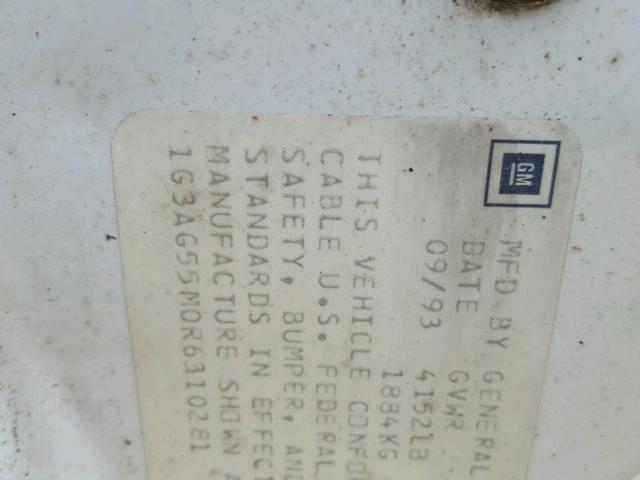 GM
MFD BY GENERAL
DATE GVWR
09/93 4152LB
1884KG
THIS VEHICLE CONFOR
CABLE U.S. FEDERAL
SAFETY, BUMPER, AND
STANDARDS IN EFFECT
MANUFACTURE SHOWN A
1G3AG55M0R6310281